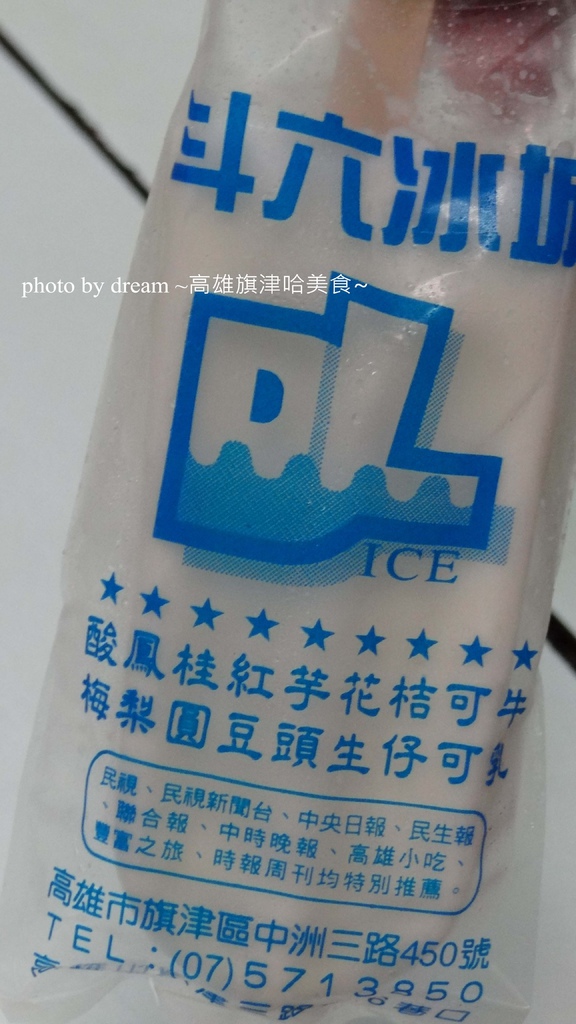 斗六冰城
photo by dream ~高雄旗津哈美食~
DL
ICE
★ ★ ★ ★ ★ ★ ★ ★ ★
酸鳳桂紅芋花桔可牛
梅梨圓豆頭生仔可乳
民視、民視新聞台、中央日報、民生報
、聯合報、中時晚報、高雄小吃、
豐富之旅、時報周刊均特別推薦。
高雄市旗津區中洲三路450號
TEL:(07)5713850